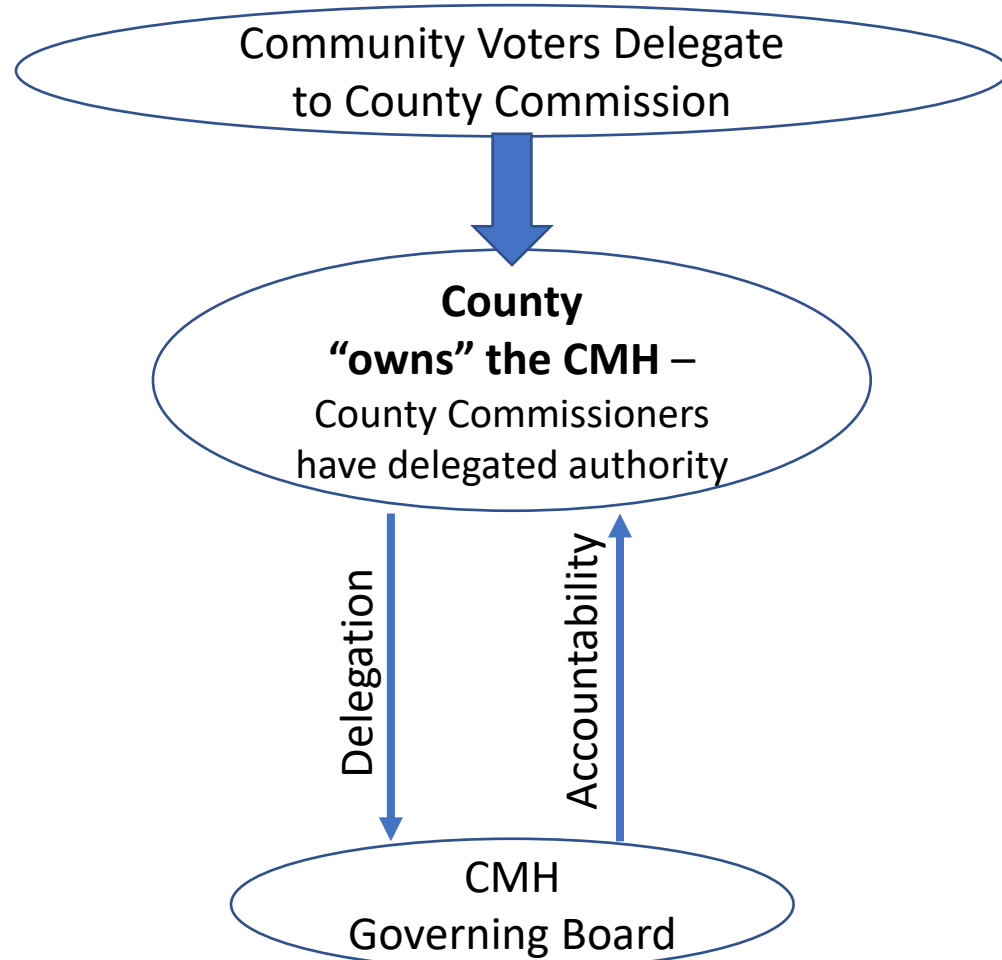 Community Voters Delegate
to County Commission
County
“owns” the CMH –
County Commissioners
have delegated authority
Delegation
Accountability
CMH
Governing Board